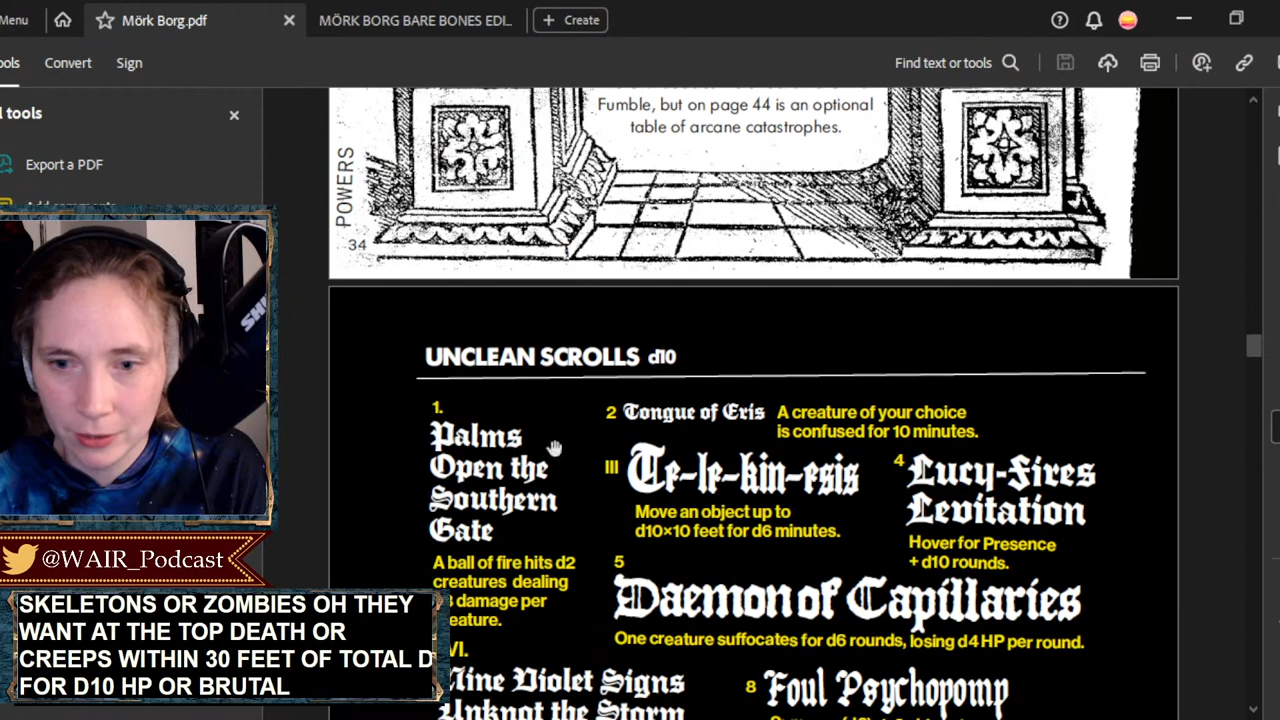 Menu
Mörk Borg.pdf
MÖRK BORG BARE BONES EDI...
Create
ols
Convert
Sign
Find text or tools
l tools
Export a PDF
Fumble, but on page 44 is an optional
table of arcane catastrophes.
POWERS
34
UNCLEAN SCROLLS d10
1.
Palms
Open the
Southern
Gate
A ball of fire hits d2
creatures dealing
damage per
eature.
2 Tongue of Eris
A creature of your choice
is confused for 10 minutes.
III Te-le-kin-esis
Move an object up to
d10×10 feet for d6 minutes.
4 Lucy-Fires
Levitation
Hover for Presence
+ d10 rounds.
5
Daemon of Capillaries
One creature suffocates for d6 rounds, losing d4 HP per round.
VI.
Nine Violet Signs
Unknot the Storm
8 Foul Psychopomp
@WAIR_Podcast
SKELETONS OR ZOMBIES OH THEY
WANT AT THE TOP DEATH OR
CREEPS WITHIN 30 FEET OF TOTAL D
FOR D10 HP OR BRUTAL